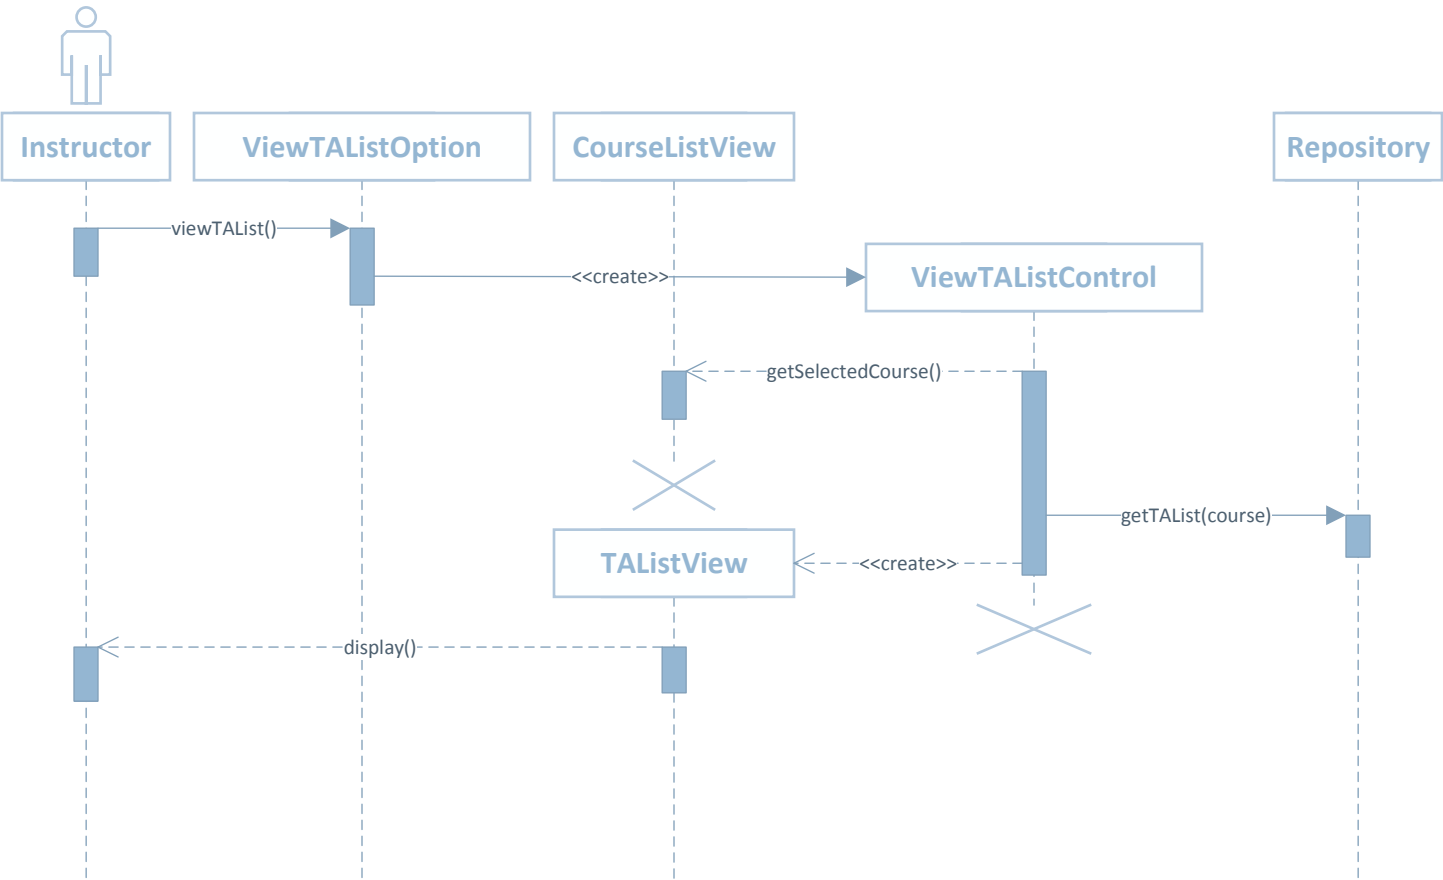 Instructor
ViewTAListOption
CourseListView
Repository
viewTAList()
<<create>>
ViewTAListControl
getSelectedCourse()
getTAList(course)
TAListView
<<create>>
display()